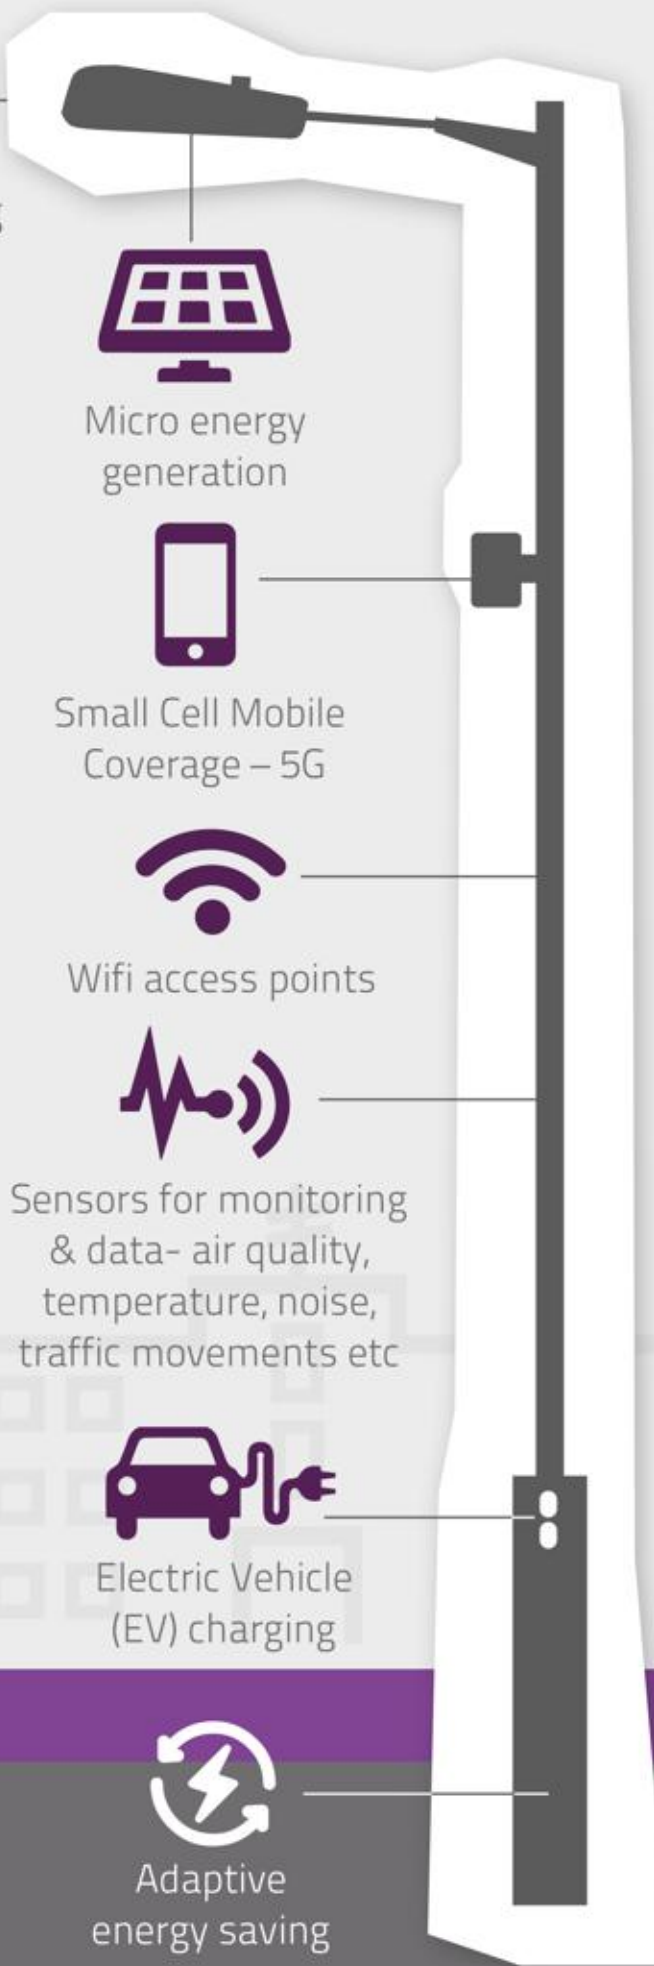 Micro energy
generation
Small Cell Mobile
Coverage – 5G
Wifi access points
Sensors for monitoring
& data- air quality,
temperature, noise,
traffic movements etc
Electric Vehicle
(EV) charging
Adaptive
energy saving